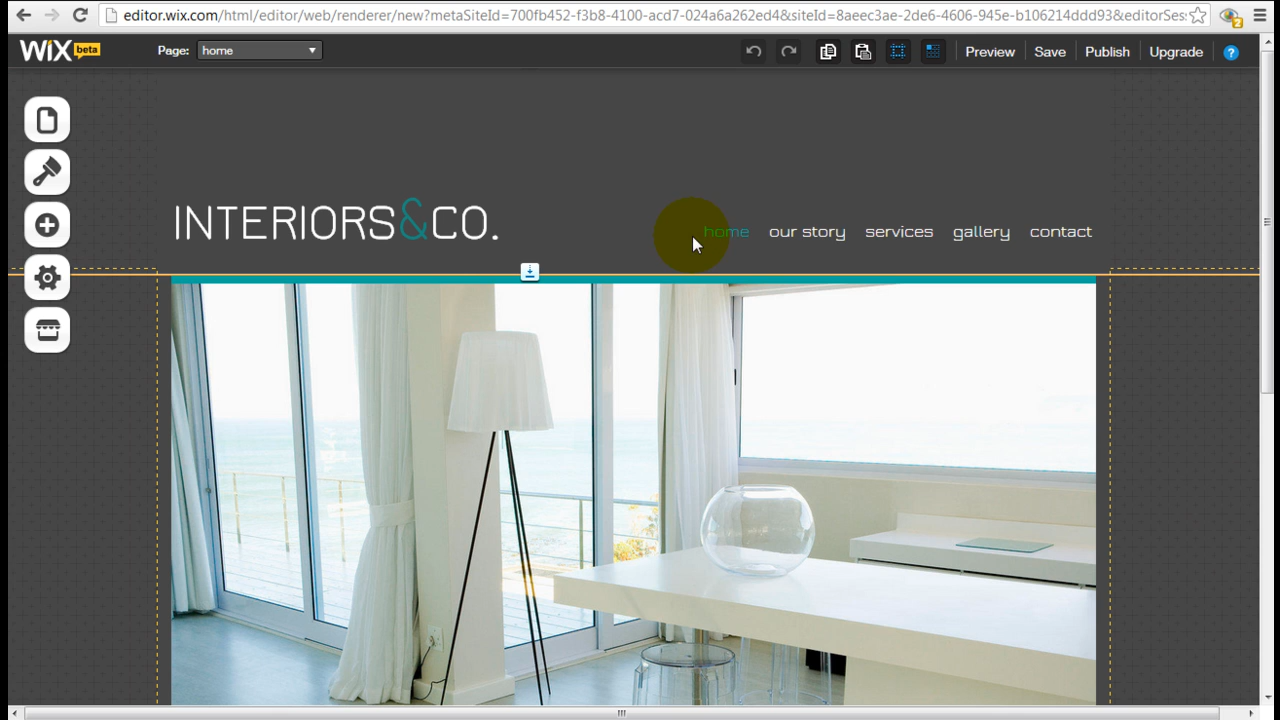 editor.wix.com/html/editor/web/renderer/new?metaSiteId=700fb452-f3b8-4100-acd7-024a6a262ed4&siteId=8aeec3ae-2de6-4606-945e-b106214ddd93&editorSes
2
WiX beta Page: home Preview Save Publish Upgrade ?
INTERIORS&CO. home our story services gallery contact